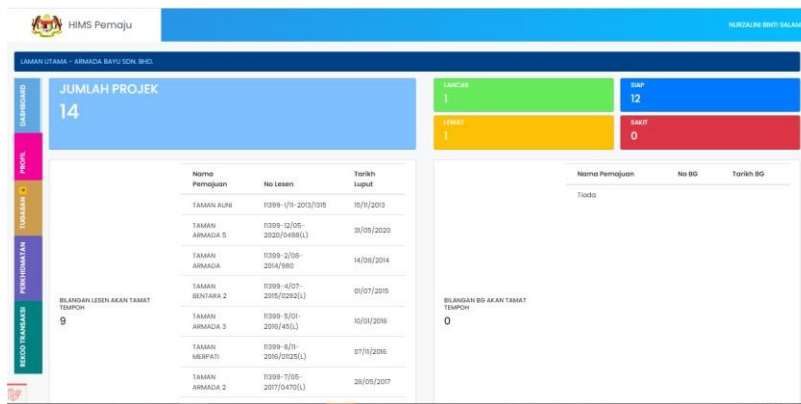 HIMS Pemaju
NURZALINI BINTI SALAM
LAMAN UTAMA - ARMADA BAYU SDN. BHD.
DASHBOARD
PROFIL
TUGASAN
PERKHIDMATAN
REKOD TRANSAKSI
JUMLAH PROJEK
14
LANCAR
1
SIAP
12
LEWAT
1
SAKIT
0
BILANGAN LESEN AKAN TAMAT
TEMPOH
9
Nama Pemajuan No Lesen Tarikh Luput
TAMAN AUNI 11399-1/11-2013/1315 15/11/2013
TAMAN ARMADA 5 11399-12/05-2020/0498(L) 31/05/2020
TAMAN ARMADA 11399-2/08-2014/980 14/08/2014
TAMAN BENTARA 2 11399-4/07-2015/0292(L) 01/07/2015
TAMAN ARMADA 3 11399-5/01-2016/45(L) 10/01/2016
TAMAN MERPATI 11399-6/11-2016/0125(L) 07/11/2016
TAMAN ARMADA 2 11399-7/05-2017/0470(L) 28/05/2017
BILANGAN BG AKAN TAMAT
TEMPOH
0
Nama Pemajuan No BG Tarikh BG
Tiada